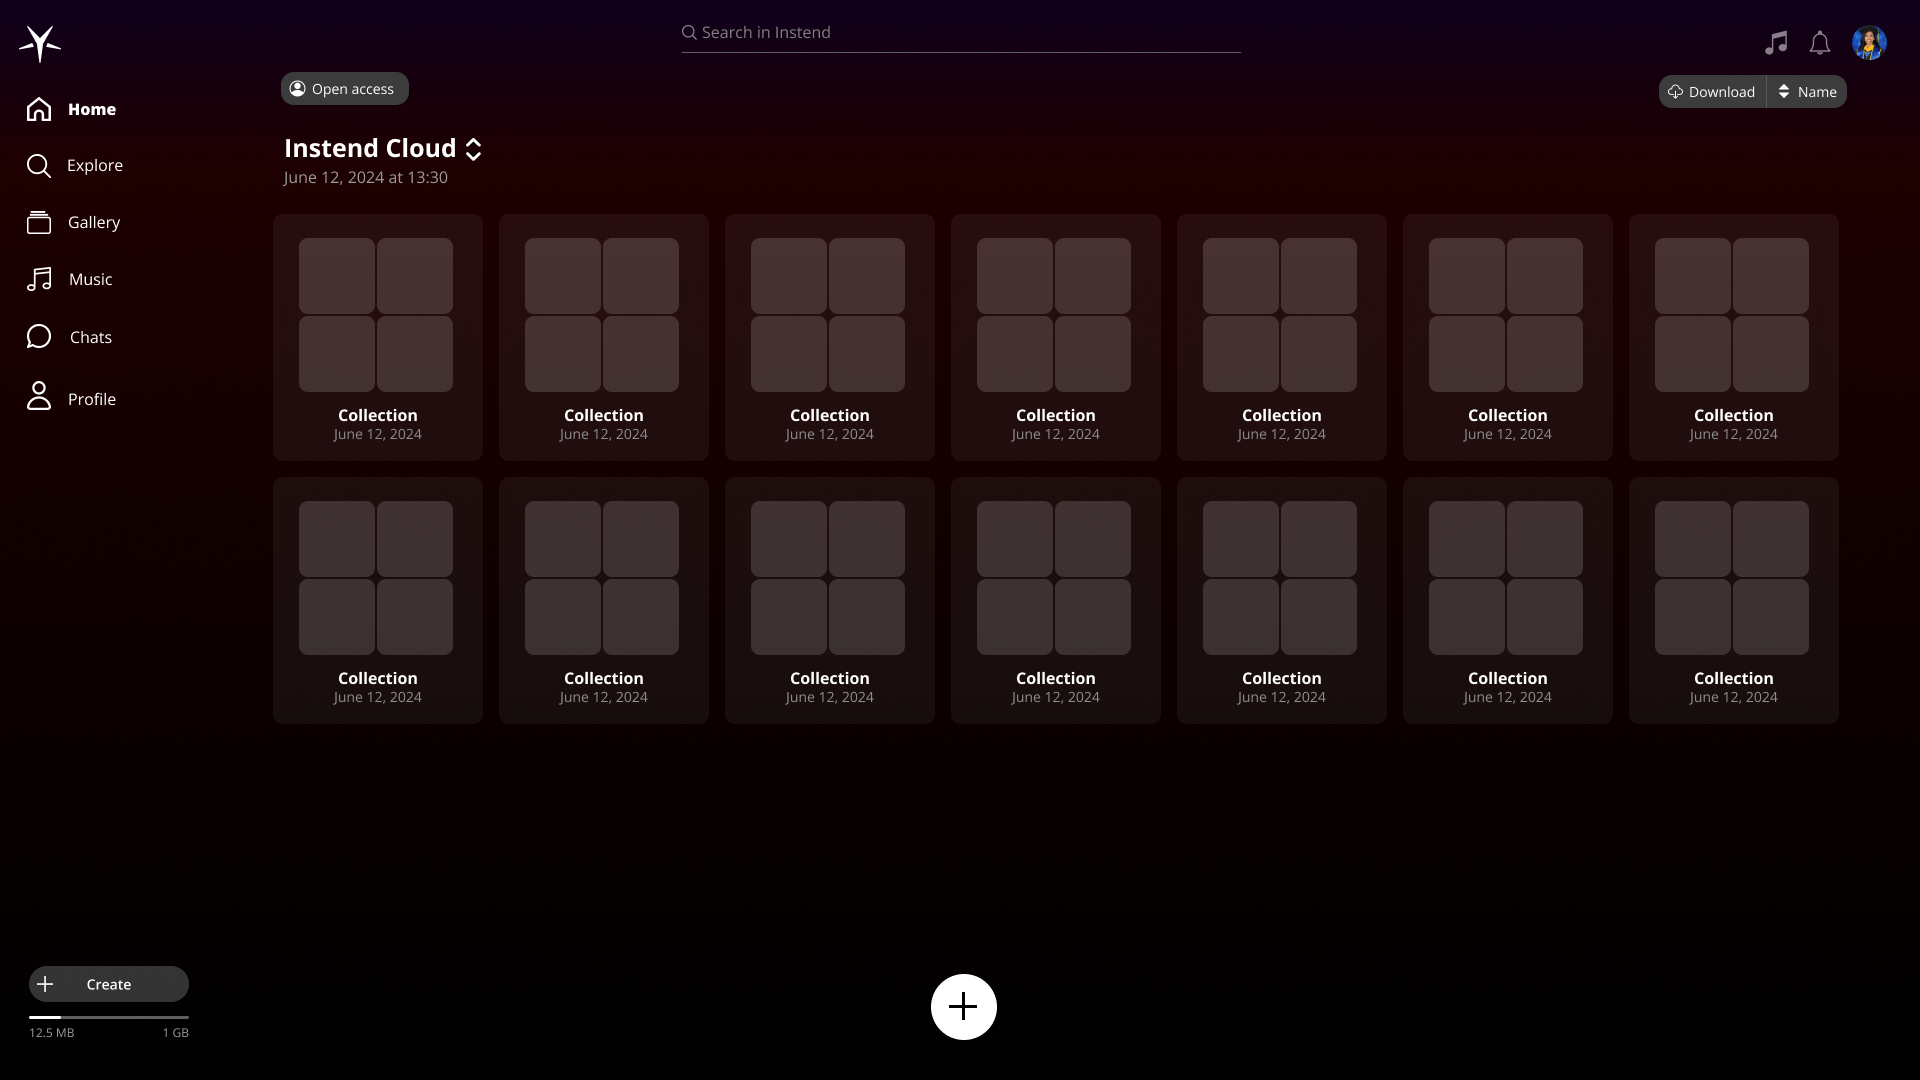 Search in Instend
Open access
Download
Name
Home
Explore
Gallery
Music
Chats
Profile
Instend Cloud
June 12, 2024 at 13:30
Collection
June 12, 2024
Collection
June 12, 2024
Collection
June 12, 2024
Collection
June 12, 2024
Collection
June 12, 2024
Collection
June 12, 2024
Collection
June 12, 2024
Collection
June 12, 2024
Collection
June 12, 2024
Collection
June 12, 2024
Collection
June 12, 2024
Collection
June 12, 2024
Collection
June 12, 2024
Collection
June 12, 2024
Create
12.5 MB
1 GB